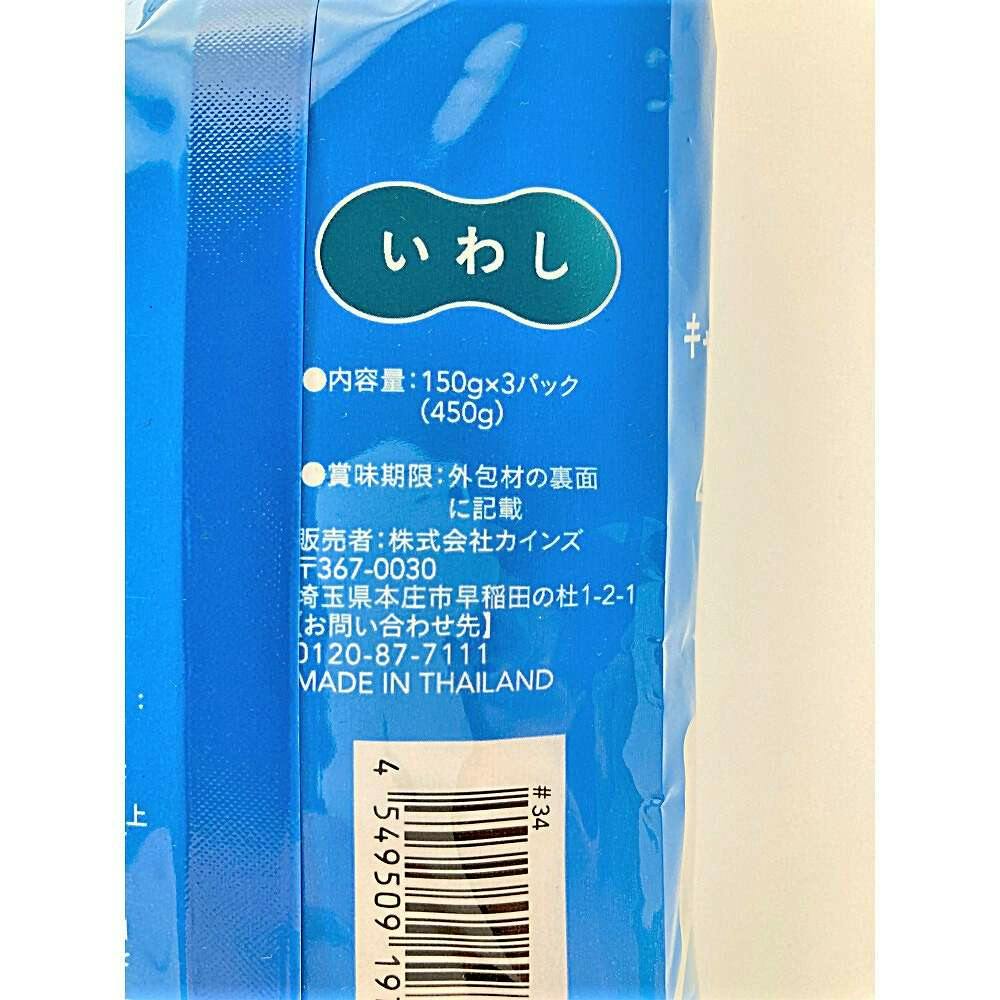 いわし
●内容量：150g×3パック
(450g)
●賞味期限：外包材の裏面
に記載
販売者：株式会社カインズ
〒367-0030
埼玉県本庄市早稲田の杜1-2-1
【お問い合わせ先】
0120-87-7111
MADE IN THAILAND
#34
4 549509 19
キ
上